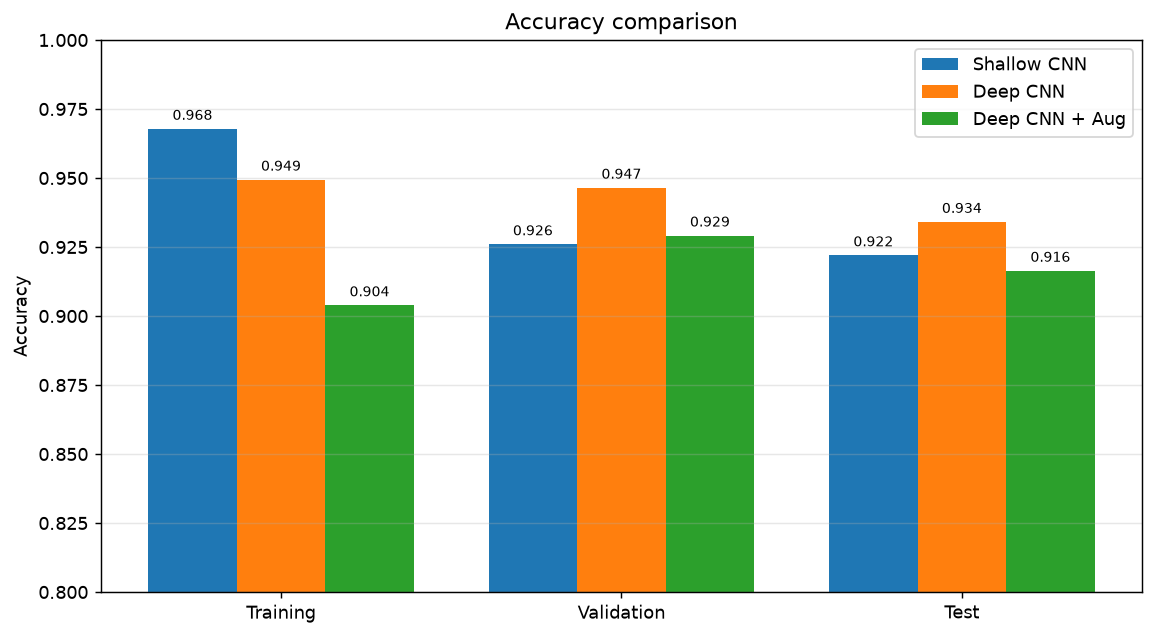 Accuracy comparison
Shallow CNN
Deep CNN
Deep CNN + Aug
Accuracy
1.000
0.975
0.950
0.925
0.900
0.875
0.850
0.825
0.800
0.968
0.949
0.904
0.926
0.947
0.929
0.922
0.934
0.916
Training
Validation
Test